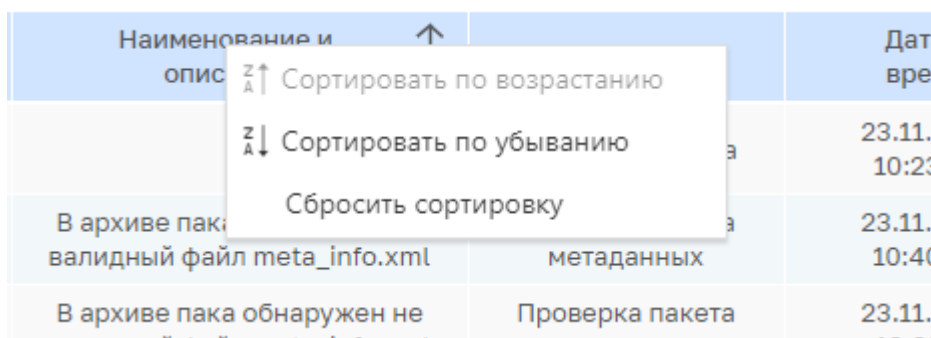 Наименование и
опис
Дат
вре
Сортировать по возрастанию
Сортировать по убыванию
Сбросить сортировку
а
23.11.
10:23
В архиве пака
валидный файл meta_info.xml
а
метаданных
23.11.
10:40
В архиве пака обнаружен не
Проверка пакета
23.11.